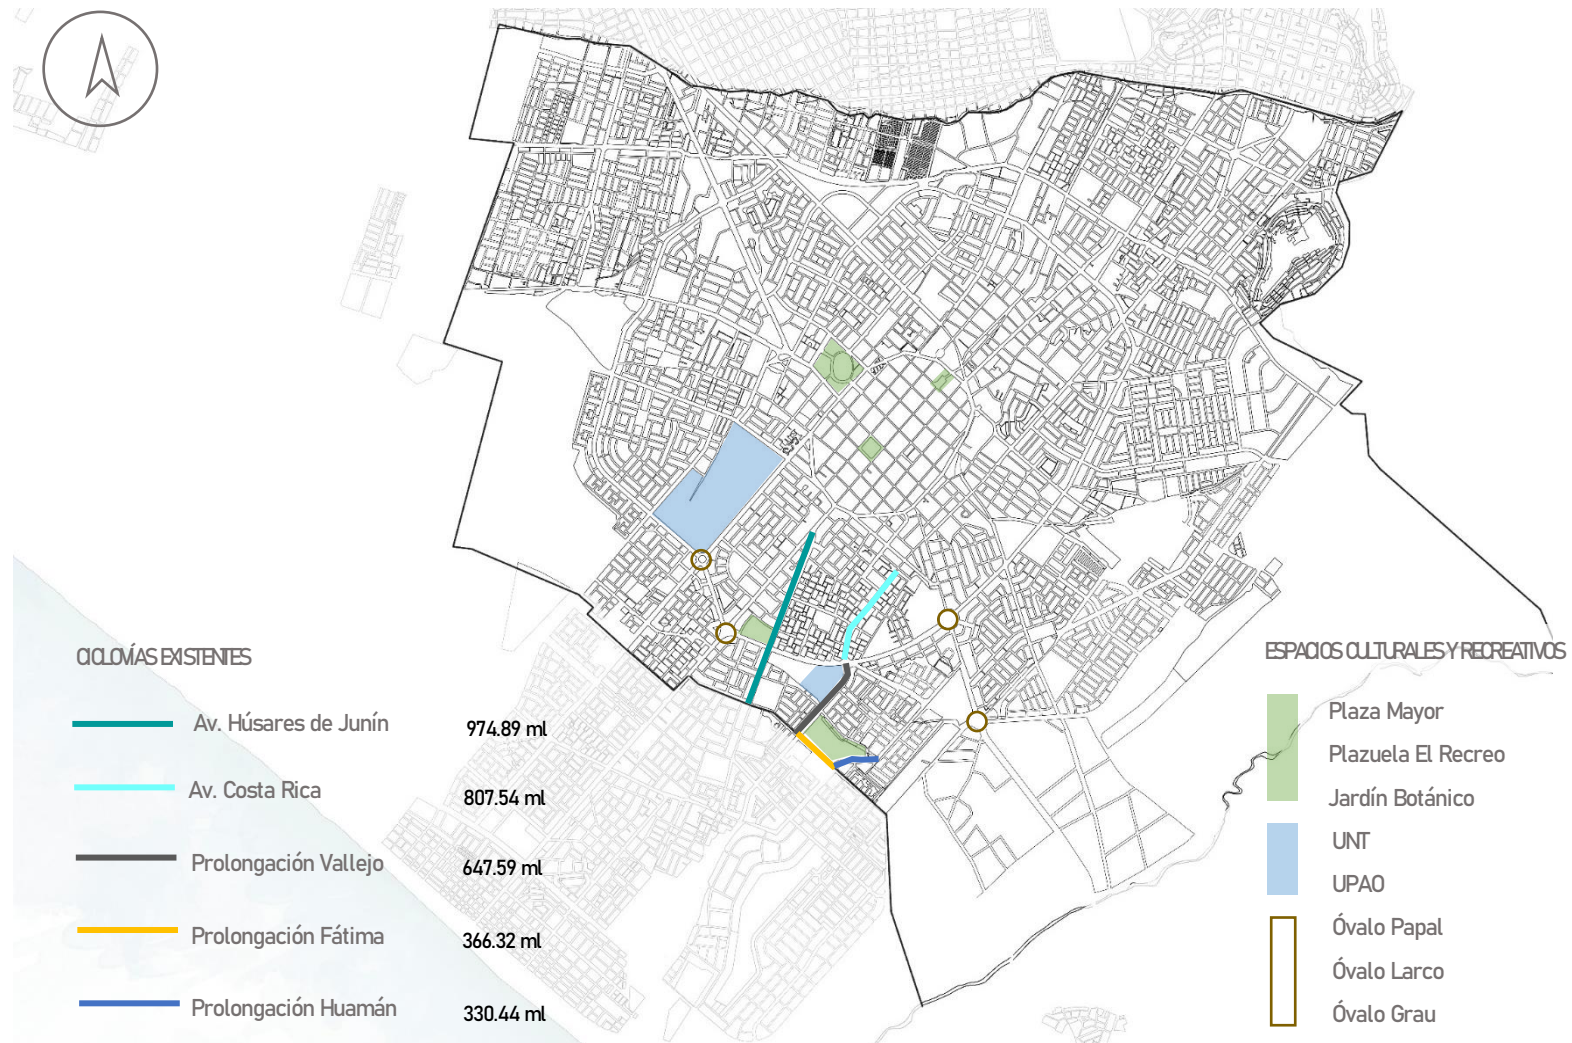 CICLOVÍAS EXISTENTES
Av. Húsares de Junín 974.89 ml
Av. Costa Rica 807.54 ml
Prolongación Vallejo 647.59 ml
Prolongación Fátima 366.32 ml
Prolongación Huamán 330.44 ml
ESPACIOS CULTURALES Y RECREATIVOS
Plaza Mayor
Plazuela El Recreo
Jardín Botánico
UNT
UPAO
Óvalo Papal
Óvalo Larco
Óvalo Grau